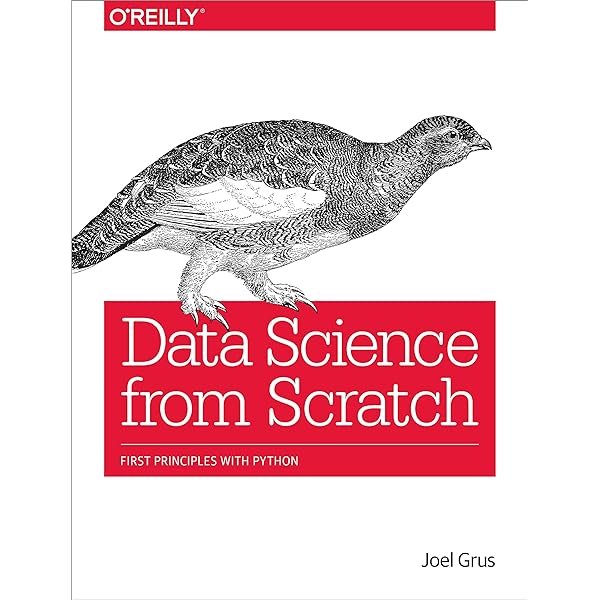 O'REILLY®
Data Science
from Scratch
FIRST PRINCIPLES WITH PYTHON
Joel Grus